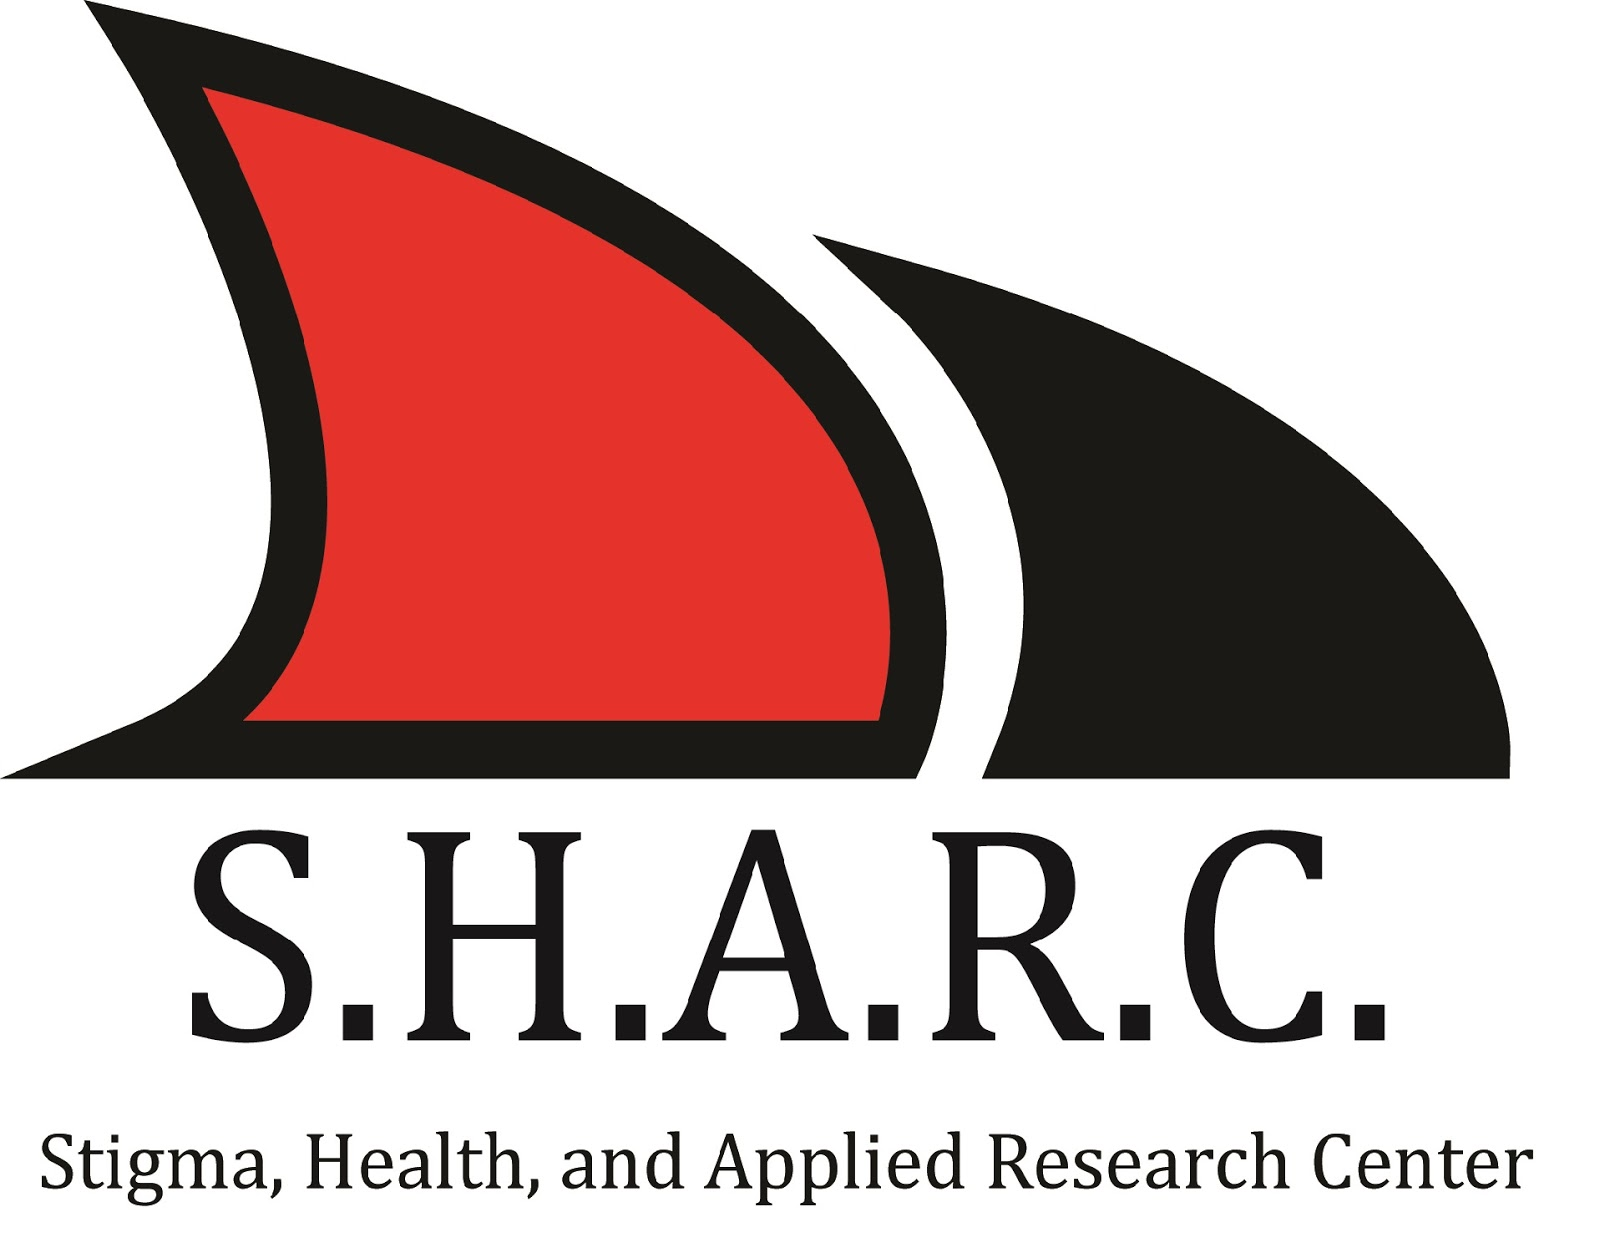 S.H.A.R.C.
Stigma, Health, and Applied Research Center